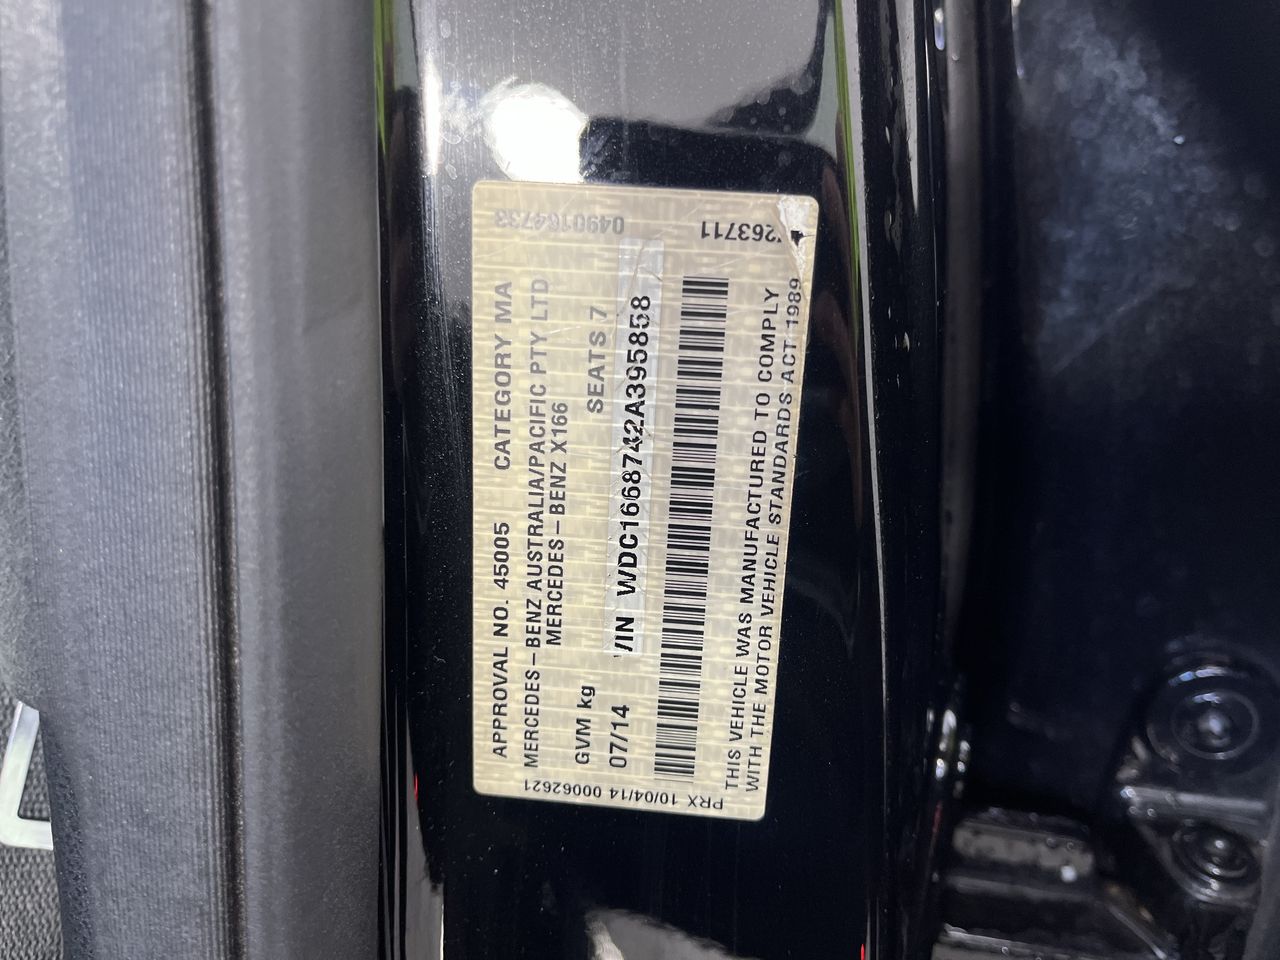 APPROVAL NO. 45005 CATEGORY MA
MERCEDES-BENZ AUSTRALIA/PACIFIC PTY LTD
MERCEDES-BENZ X166
GVM kg SEATS 7
07/14 VIN WDC1668742A395858
THIS VEHICLE WAS MANUFACTURED TO COMPLY
WITH THE MOTOR VEHICLE STANDARDS ACT 1989
PRX 10/04/14 00062621
0490164733
263711